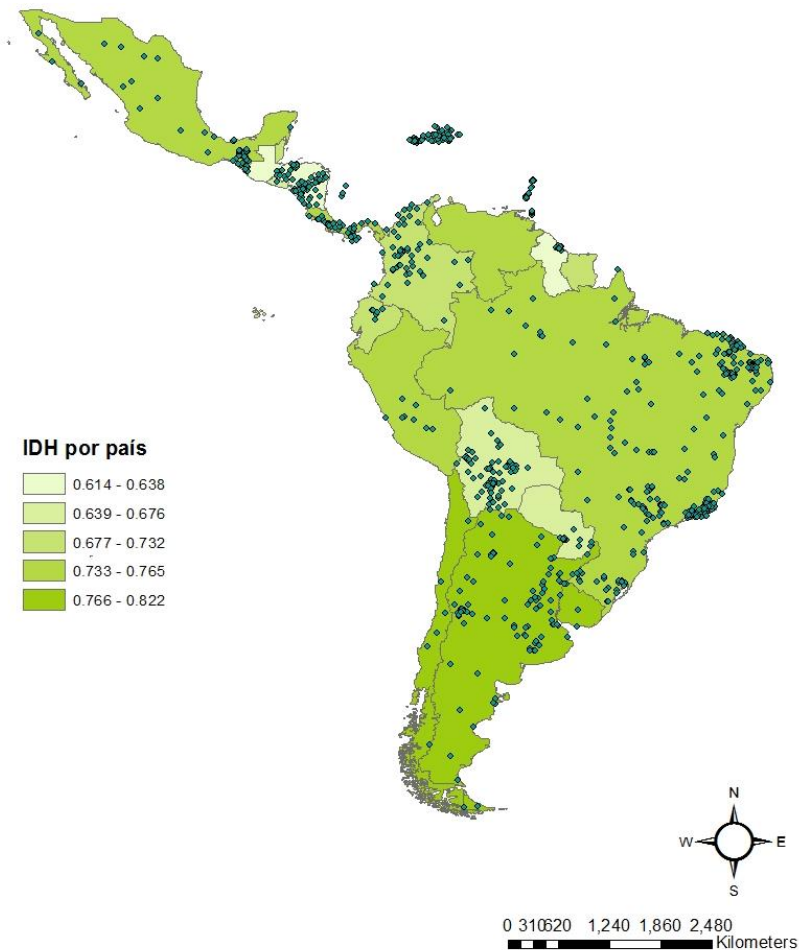 IDH por país
0.614 - 0.638
0.639 - 0.676
0.677 - 0.732
0.733 - 0.765
0.766 - 0.822
N
W E
S
0 310620 1,240 1,860 2,480
Kilometers